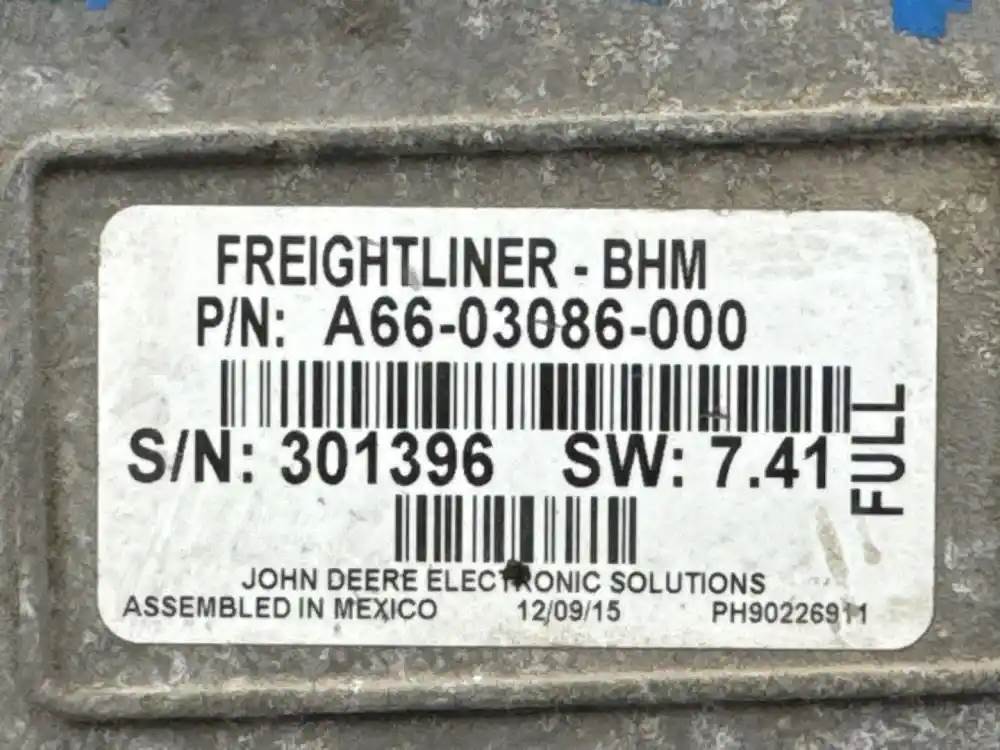 FREIGHTLINER - BHM
P/N: A66-03086-000
S/N: 301396 SW: 7.41
FULL
JOHN DEERE ELECTRONIC SOLUTIONS
ASSEMBLED IN MEXICO 12/09/15 PH90226911